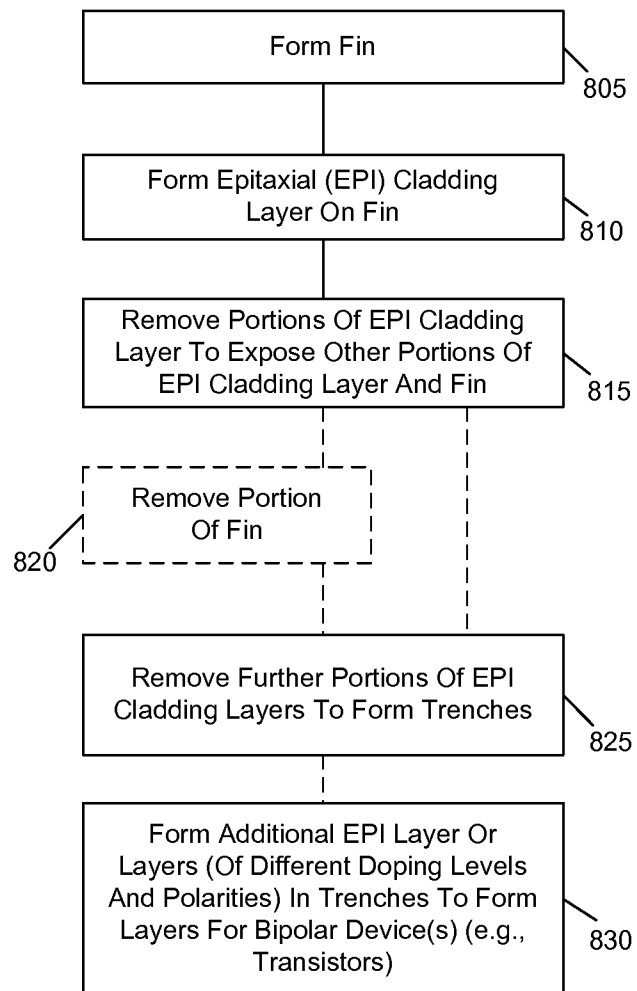 Form Fin
805
Form Epitaxial (EPI) Cladding
Layer On Fin
810
Remove Portions Of EPI Cladding
Layer To Expose Other Portions Of
EPI Cladding Layer And Fin
815
Remove Portion
Of Fin
820
Remove Further Portions Of EPI
Cladding Layers To Form Trenches
825
Form Additional EPI Layer Or
Layers (Of Different Doping Levels
And Polarities) In Trenches To Form
Layers For Bipolar Device(s) (e.g.,
Transistors)
830